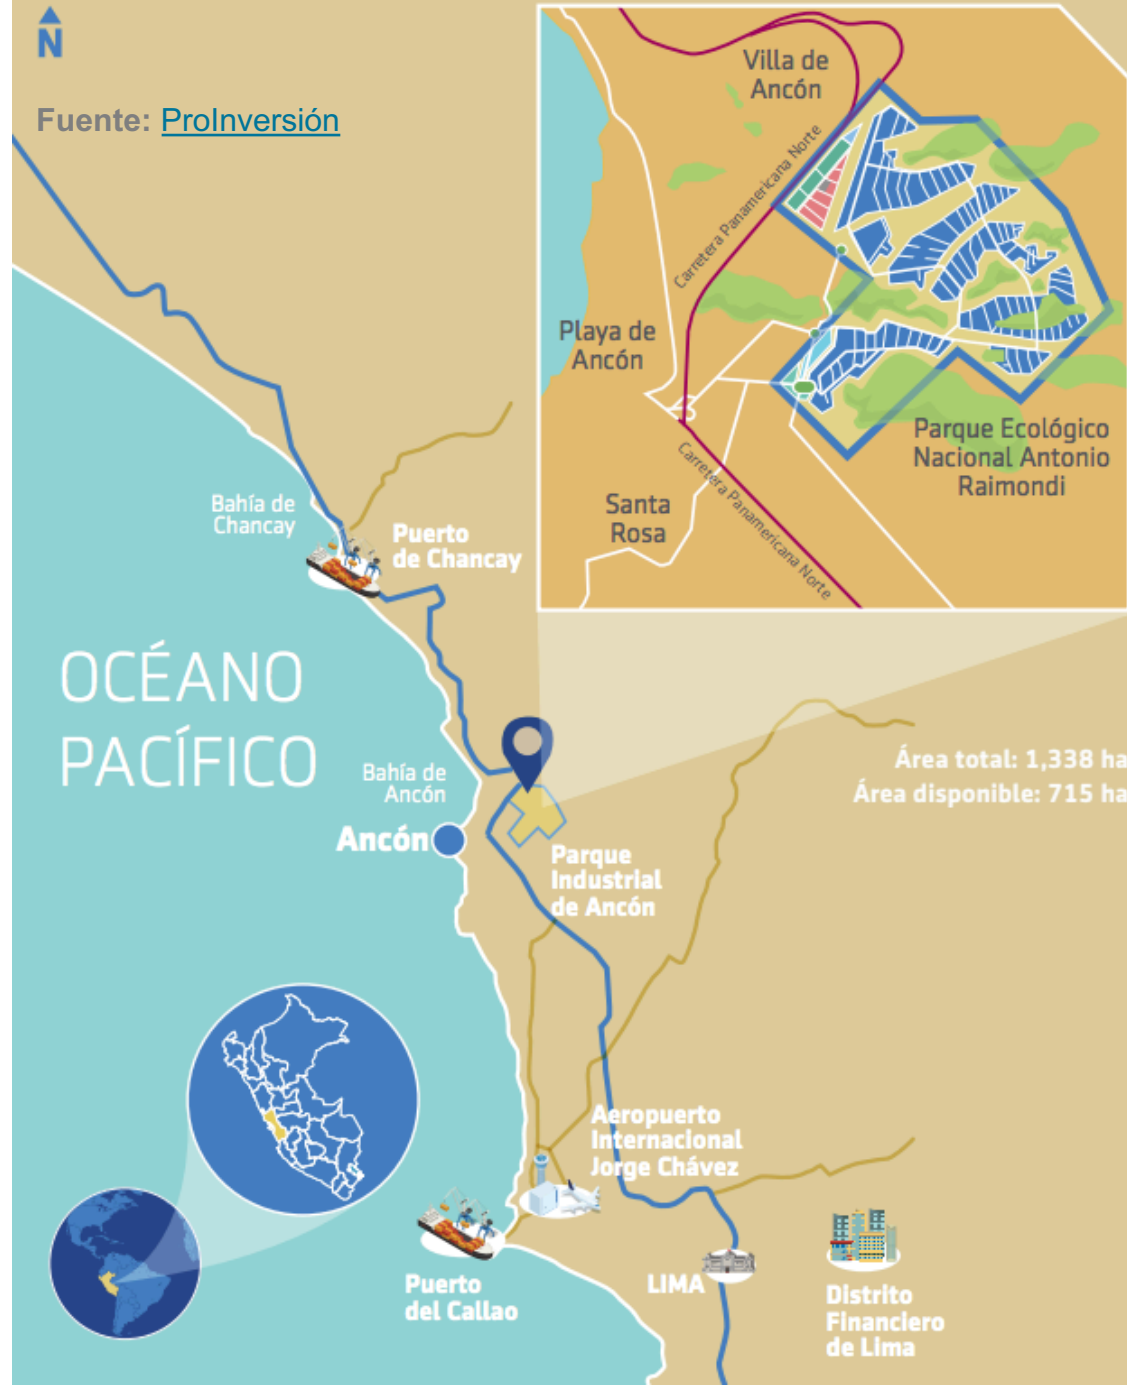 N
Fuente: ProInversión
Villa de
Ancón
Carretera Panamericana Norte
Playa de
Ancón
Parque Ecológico
Nacional Antonio
Raimondi
Carretera Panamericana Norte
Santa
Rosa
Bahía de
Chancay
Puerto
de Chancay
OCÉANO
PACÍFICO
Bahía de
Ancón
Ancón
Área total: 1,338 ha
Área disponible: 715 ha
Parque
Industrial
de Ancón
Aeropuerto
Internacional
Jorge Chávez
Puerto
del Callao
LIMA
Distrito
Financiero
de Lima